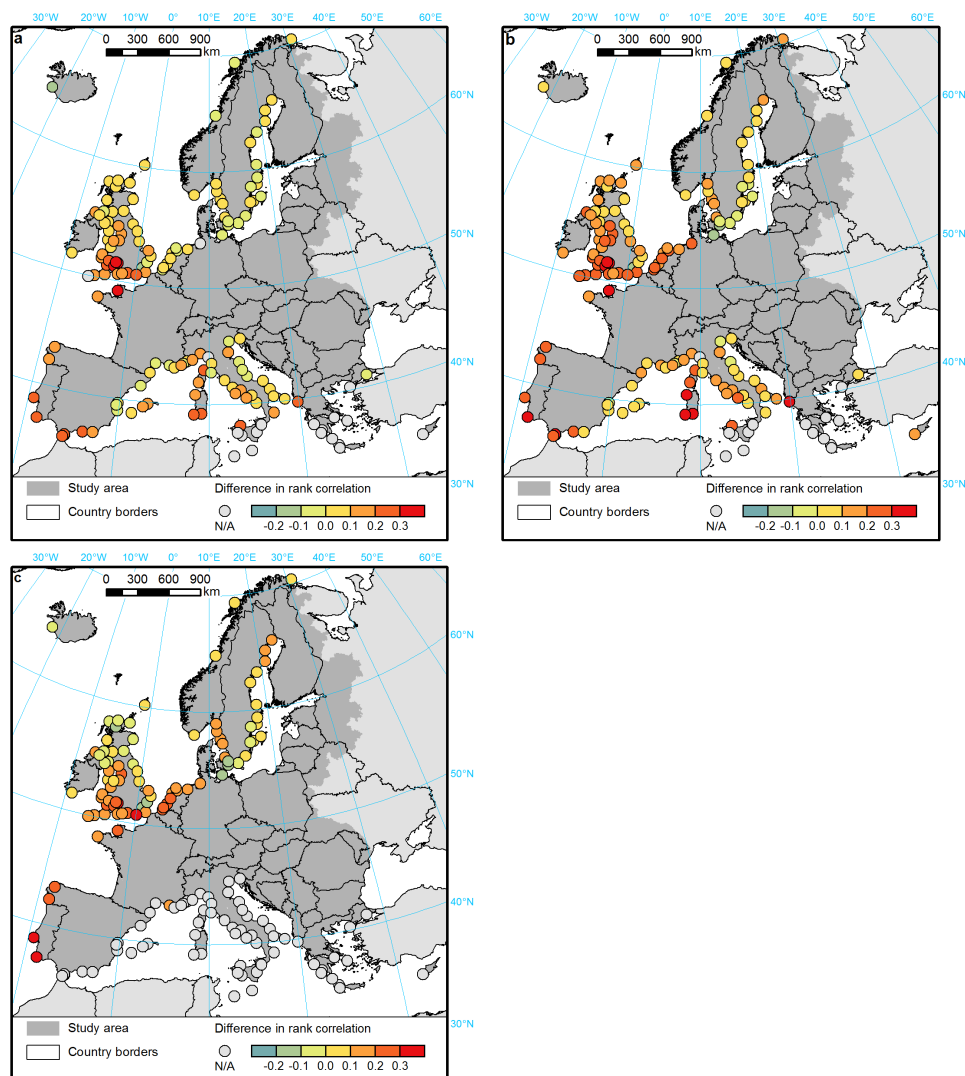 30°W 20°W 10°W 0° 10°E 20°E 30°E 40°E 50°E 60°E
a
0 300 600 900
km
60°N
50°N
40°N
30°N
Study area
Country borders
Difference in rank correlation
N/A
-0.2 -0.1 0.0 0.1 0.2 0.3
30°W 20°W 10°W 0° 10°E 20°E 30°E 40°E 50°E 60°E
b
0 300 600 900
km
60°N
50°N
40°N
30°N
Study area
Country borders
Difference in rank correlation
N/A
-0.2 -0.1 0.0 0.1 0.2 0.3
30°W 20°W 10°W 0° 10°E 20°E 30°E 40°E 50°E 60°E
c
0 300 600 900
km
60°N
50°N
40°N
30°N
Study area
Country borders
Difference in rank correlation
N/A
-0.2 -0.1 0.0 0.1 0.2 0.3